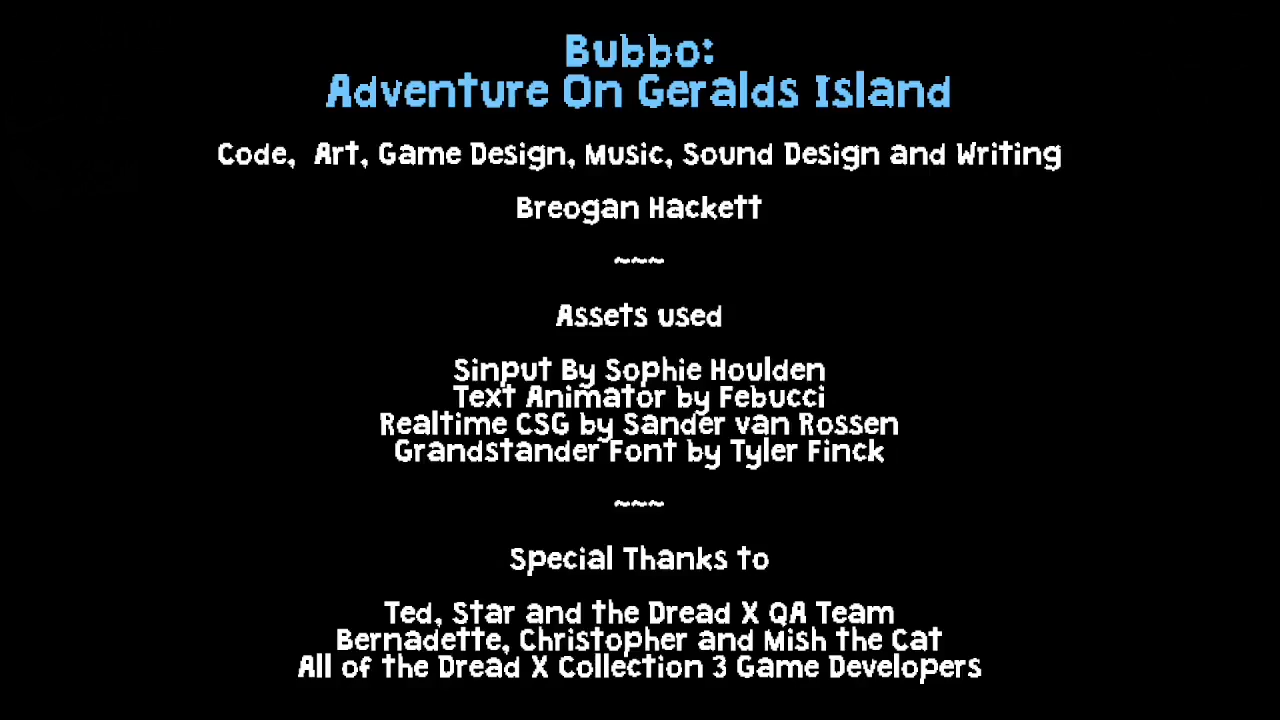 Bubbo:
Adventure On Geralds Island
Code,  Art, Game Design, Music, Sound Design and Writing
Breogan Hackett
~~~
Assets used
Sinput By Sophie Houlden
Text Animator by Febucci
Realtime CSG by Sander van Rossen
Grandstander Font by Tyler Finck
~~~
Special Thanks to
Ted, Star and the Dread X QA Team
Bernadette, Christopher and Mish the Cat
All of the Dread X Collection 3 Game Developers